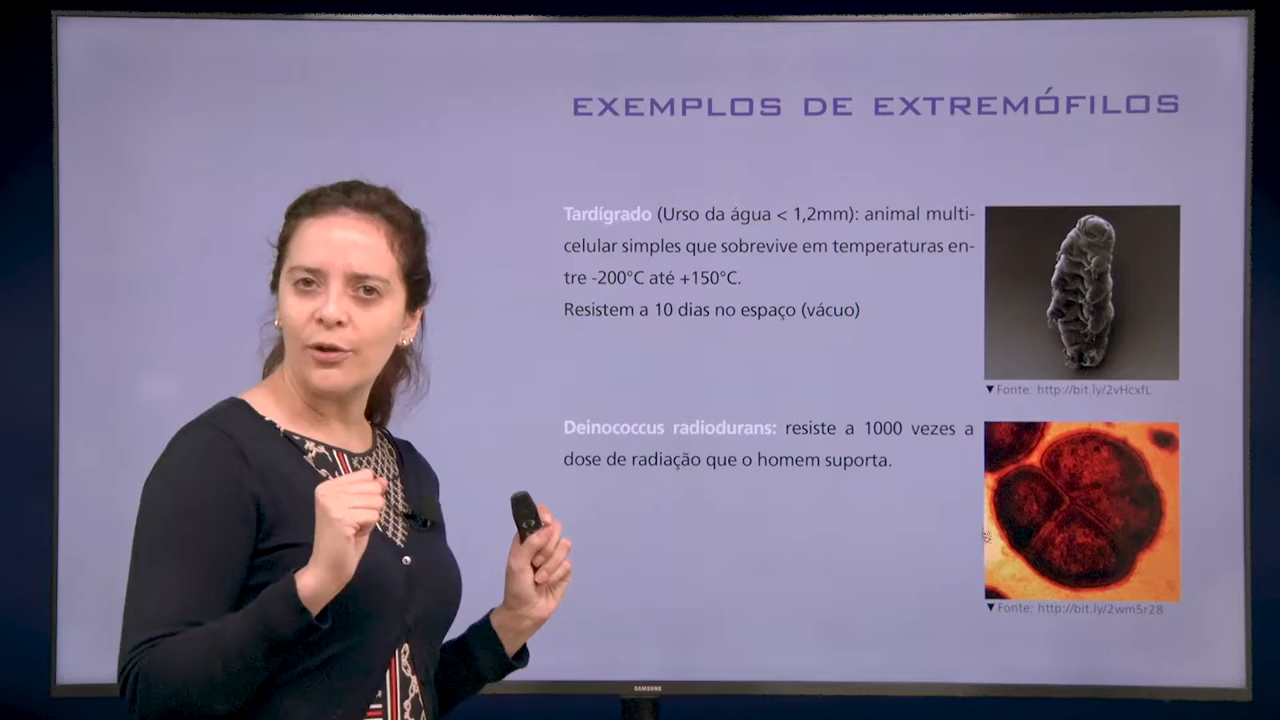 EXEMPLOS DE EXTREMÓFILOS
Tardígrado (Urso da água < 1,2mm): animal multi-
celular simples que sobrevive em temperaturas en-
tre -200°C até +150°C.
Resistem a 10 dias no espaço (vácuo)
▼Fonte: http://bit.ly/2vHcxfL
Deinococcus radiodurans: resiste a 1000 vezes a
dose de radiação que o homem suporta.
▼Fonte: http://bit.ly/2wm5r28
SAMSUNG